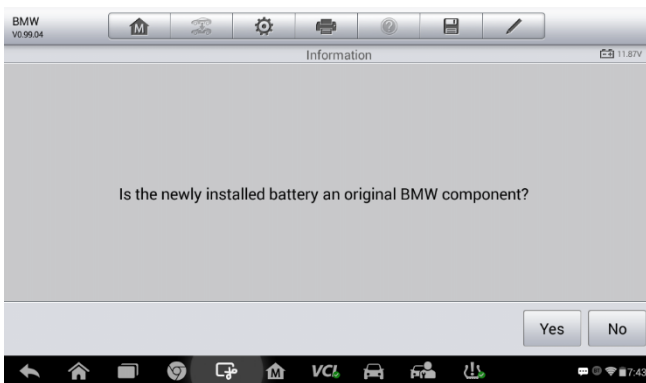 BMW
V0.99.04
M
Information
11.87V
Is the newly installed battery an original BMW component?
Yes
No
M
VCI
7:43